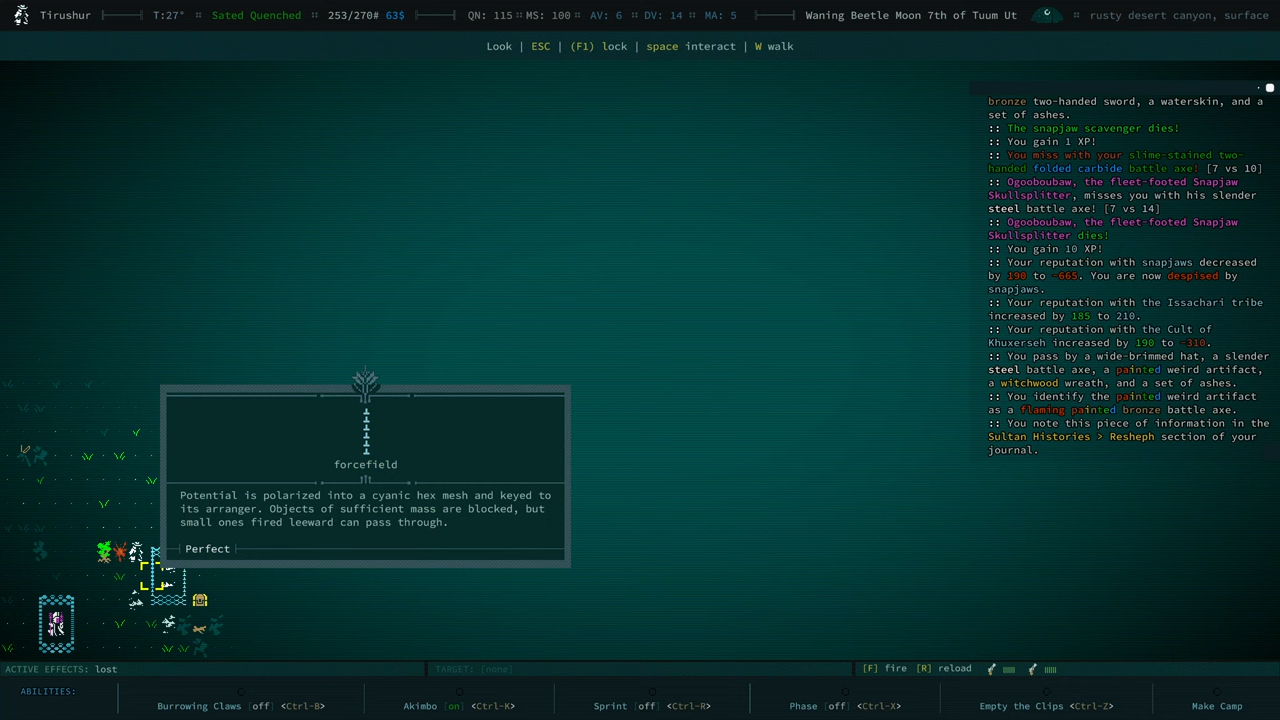 Tirushur T:27° :: Sated Quenched :: 253/270# 63$ QN: 115 :: MS: 100 :: AV: 6 :: DV: 14 :: MA: 5 Waning Beetle Moon 7th of Tuum Ut :: rusty desert canyon, surface
Look | ESC | (F1) lock | space interact | W walk
bronze two-handed sword, a waterskin, and a
set of ashes.
:: The snapjaw scavenger dies!
:: You gain 1 XP!
:: You miss with your slime-stained two-
handed folded carbide battle axe! [7 vs 10]
:: Ogooboubaw, the fleet-footed Snapjaw
Skullsplitter, misses you with his slender
steel battle axe! [7 vs 14]
:: Ogooboubaw, the fleet-footed Snapjaw
Skullsplitter dies!
:: You gain 10 XP!
:: Your reputation with snapjaws decreased
by 190 to -665. You are now despised by
snapjaws.
:: Your reputation with the Issachari tribe
increased by 185 to 210.
:: Your reputation with the Cult of
Khuxerseh increased by 190 to -310.
:: You pass by a wide-brimmed hat, a slender
steel battle axe, a painted weird artifact,
a witchwood wreath, and a set of ashes.
:: You identify the painted weird artifact
as a flaming painted bronze battle axe.
:: You note this piece of information in the
Sultan Histories > Resheph section of your
journal.
forcefield
Potential is polarized into a cyanic hex mesh and keyed to
its arranger. Objects of sufficient mass are blocked, but
small ones fired leeward can pass through.
Perfect
ACTIVE EFFECTS: lost TARGET: [none] [F] fire [R] reload
ABILITIES: Burrowing Claws [off] <Ctrl-B> Akimbo [on] <Ctrl-K> Sprint [off] <Ctrl-R> Phase [off] <Ctrl-X> Empty the Clips <Ctrl-Z> Make Camp